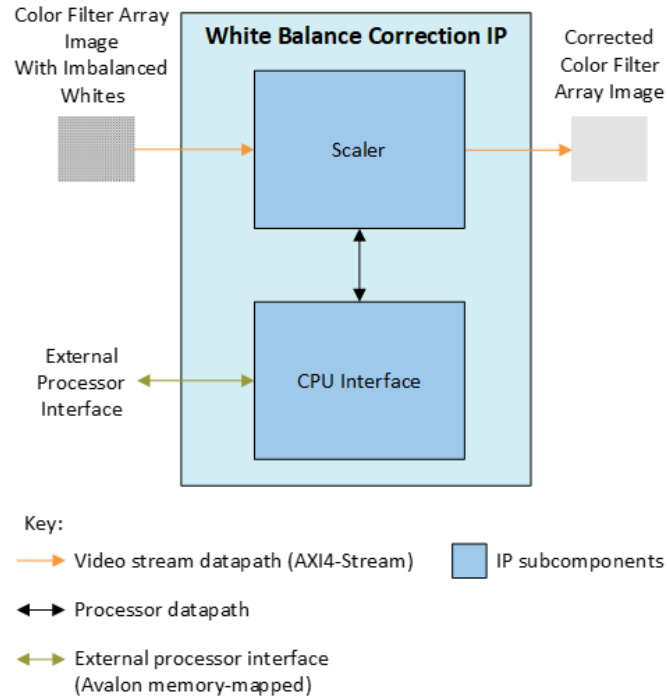 Color Filter Array
Image
With Imbalanced
Whites
White Balance Correction IP
Corrected
Color Filter
Array Image
Scaler
External
Processor
Interface
CPU Interface
Key:
Video stream datapath (AXI4-Stream)
IP subcomponents
Processor datapath
External processor interface
(Avalon memory-mapped)